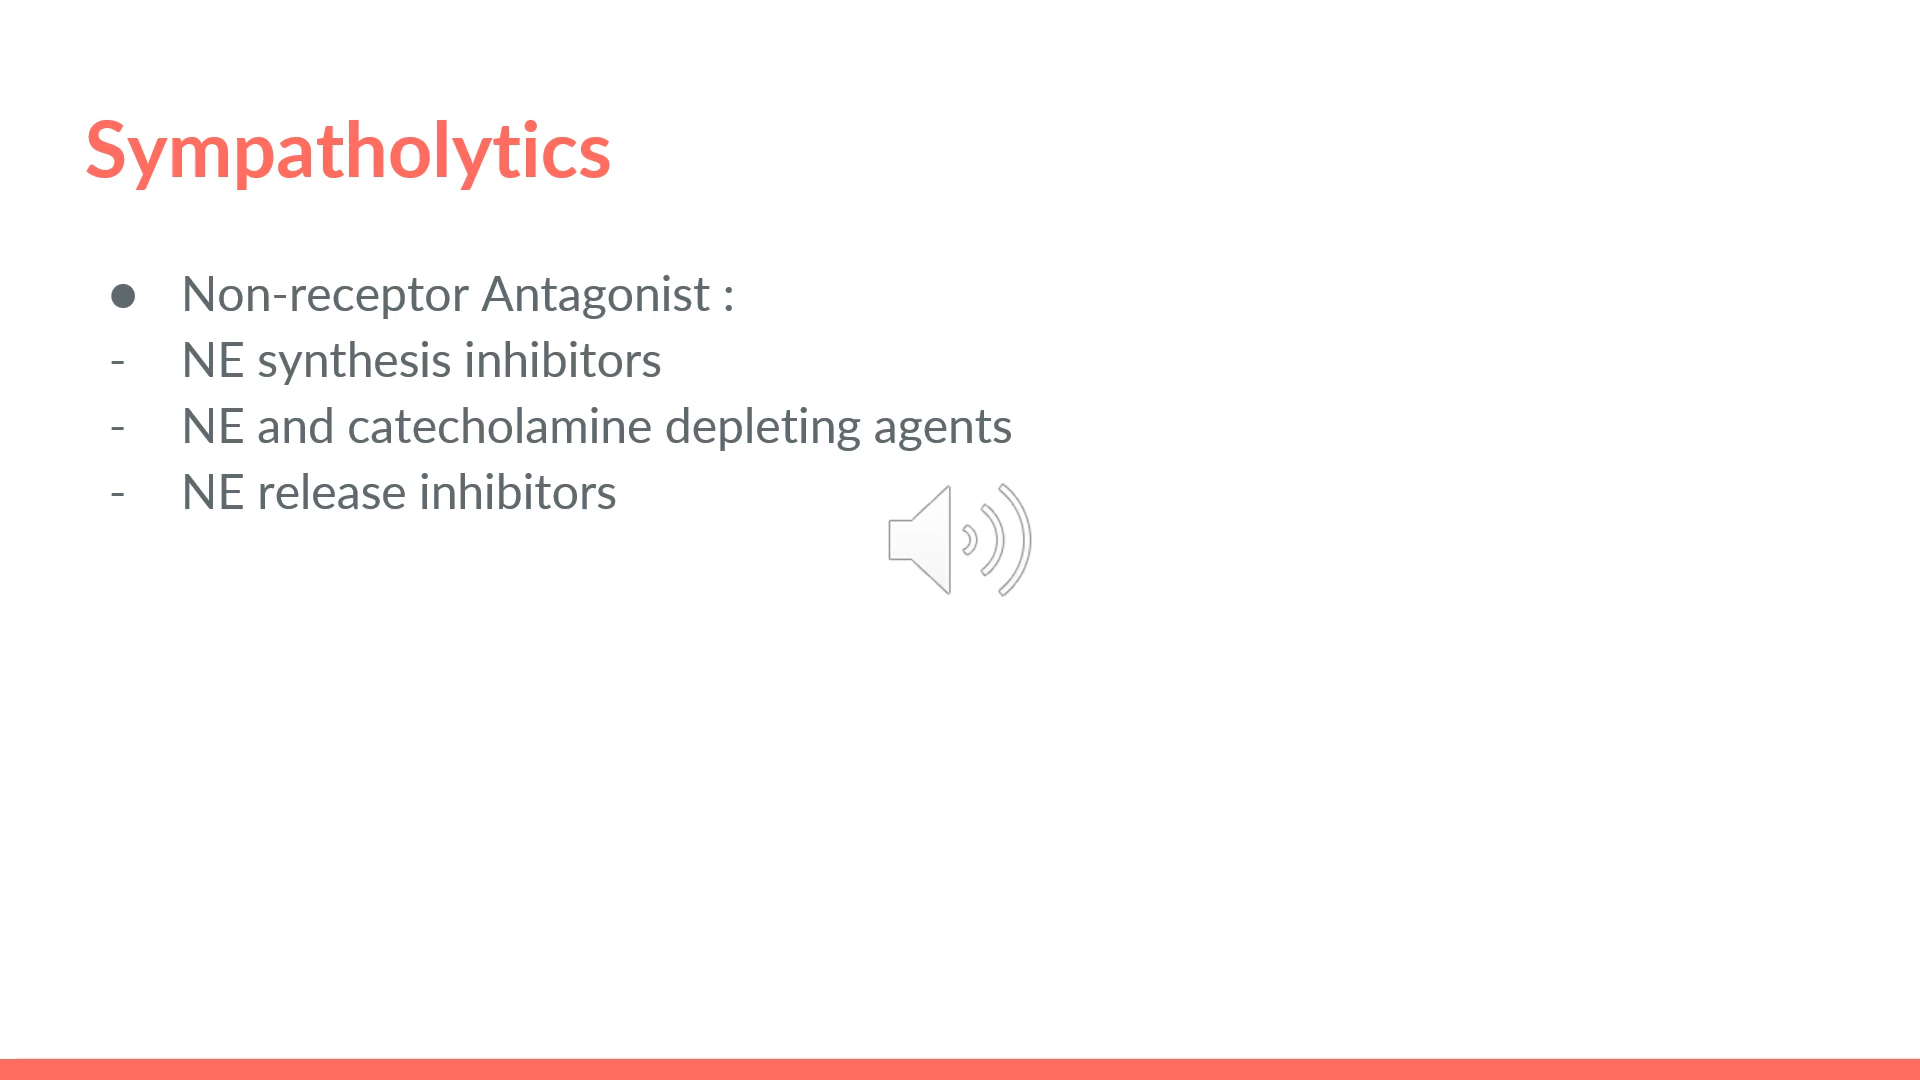 Sympatholytics
● Non-receptor Antagonist :
- NE synthesis inhibitors
- NE and catecholamine depleting agents
- NE release inhibitors